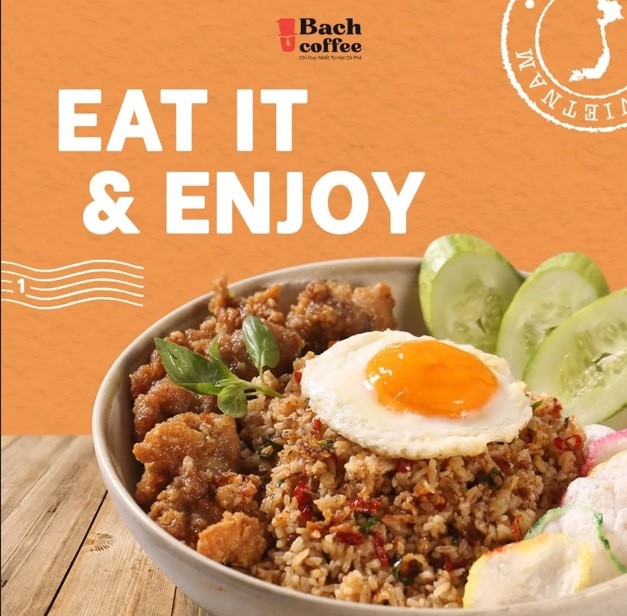 Bach
coffee
Chỉ Duy Nhất Từ Hạt Cà Phê
EAT IT
& ENJOY
VIETNAM
1